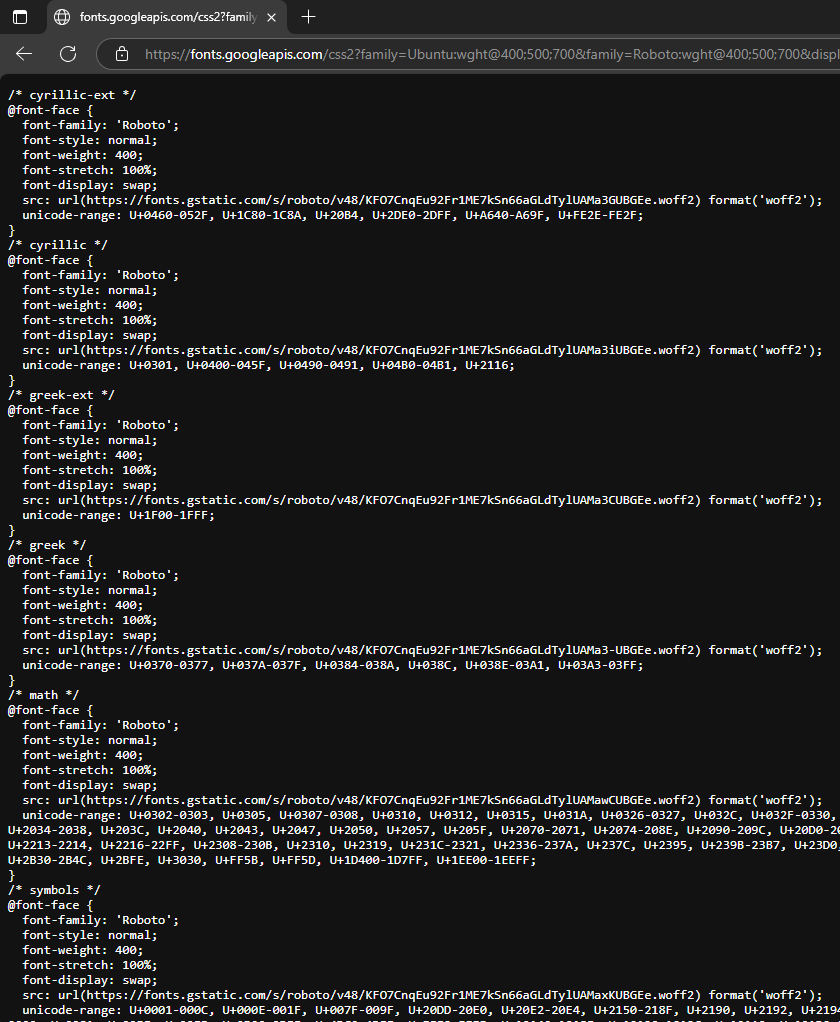 fonts.googleapis.com/css2?family
https://fonts.googleapis.com/css2?family=Ubuntu:wght@400;500;700&family=Roboto:wght@400;500;700&displ
/* cyrillic-ext */
@font-face {
  font-family: 'Roboto';
  font-style: normal;
  font-weight: 400;
  font-stretch: 100%;
  font-display: swap;
  src: url(https://fonts.gstatic.com/s/roboto/v48/KFO7CnqEu92Fr1ME7kSn66aGLdTylUAMa3GUBGEe.woff2) format('woff2');
  unicode-range: U+0460-052F, U+1C80-1C8A, U+20B4, U+2DE0-2DFF, U+A640-A69F, U+FE2E-FE2F;
}
/* cyrillic */
@font-face {
  font-family: 'Roboto';
  font-style: normal;
  font-weight: 400;
  font-stretch: 100%;
  font-display: swap;
  src: url(https://fonts.gstatic.com/s/roboto/v48/KFO7CnqEu92Fr1ME7kSn66aGLdTylUAMa3iUBGEe.woff2) format('woff2');
  unicode-range: U+0301, U+0400-045F, U+0490-0491, U+04B0-04B1, U+2116;
}
/* greek-ext */
@font-face {
  font-family: 'Roboto';
  font-style: normal;
  font-weight: 400;
  font-stretch: 100%;
  font-display: swap;
  src: url(https://fonts.gstatic.com/s/roboto/v48/KFO7CnqEu92Fr1ME7kSn66aGLdTylUAMa3CUBGEe.woff2) format('woff2');
  unicode-range: U+1F00-1FFF;
}
/* greek */
@font-face {
  font-family: 'Roboto';
  font-style: normal;
  font-weight: 400;
  font-stretch: 100%;
  font-display: swap;
  src: url(https://fonts.gstatic.com/s/roboto/v48/KFO7CnqEu92Fr1ME7kSn66aGLdTylUAMa3-UBGEe.woff2) format('woff2');
  unicode-range: U+0370-0377, U+037A-037F, U+0384-038A, U+038C, U+038E-03A1, U+03A3-03FF;
}
/* math */
@font-face {
  font-family: 'Roboto';
  font-style: normal;
  font-weight: 400;
  font-stretch: 100%;
  font-display: swap;
  src: url(https://fonts.gstatic.com/s/roboto/v48/KFO7CnqEu92Fr1ME7kSn66aGLdTylUAMawCUBGEe.woff2) format('woff2');
  unicode-range: U+0302-0303, U+0305, U+0307-0308, U+0310, U+0312, U+0315, U+031A, U+0326-0327, U+032C, U+032F-0330,
U+2034-2038, U+203C, U+2040, U+2043, U+2047, U+2050, U+2057, U+205F, U+2070-2071, U+2074-208E, U+2090-209C, U+20D0-20
U+2213-2214, U+2216-22FF, U+2308-230B, U+2310, U+2319, U+231C-2321, U+2336-237A, U+237C, U+2395, U+239B-23B7, U+23D0,
U+2B30-2B4C, U+2BFE, U+3030, U+FF5B, U+FF5D, U+1D400-1D7FF, U+1EE00-1EEFF;
}
/* symbols */
@font-face {
  font-family: 'Roboto';
  font-style: normal;
  font-weight: 400;
  font-stretch: 100%;
  font-display: swap;
  src: url(https://fonts.gstatic.com/s/roboto/v48/KFO7CnqEu92Fr1ME7kSn66aGLdTylUAMaxKUBGEe.woff2) format('woff2');
  unicode-range: U+0001-000C, U+000E-001F, U+007F-009F, U+20DD-20E0, U+20E2-20E4, U+2150-218F, U+2190, U+2192,